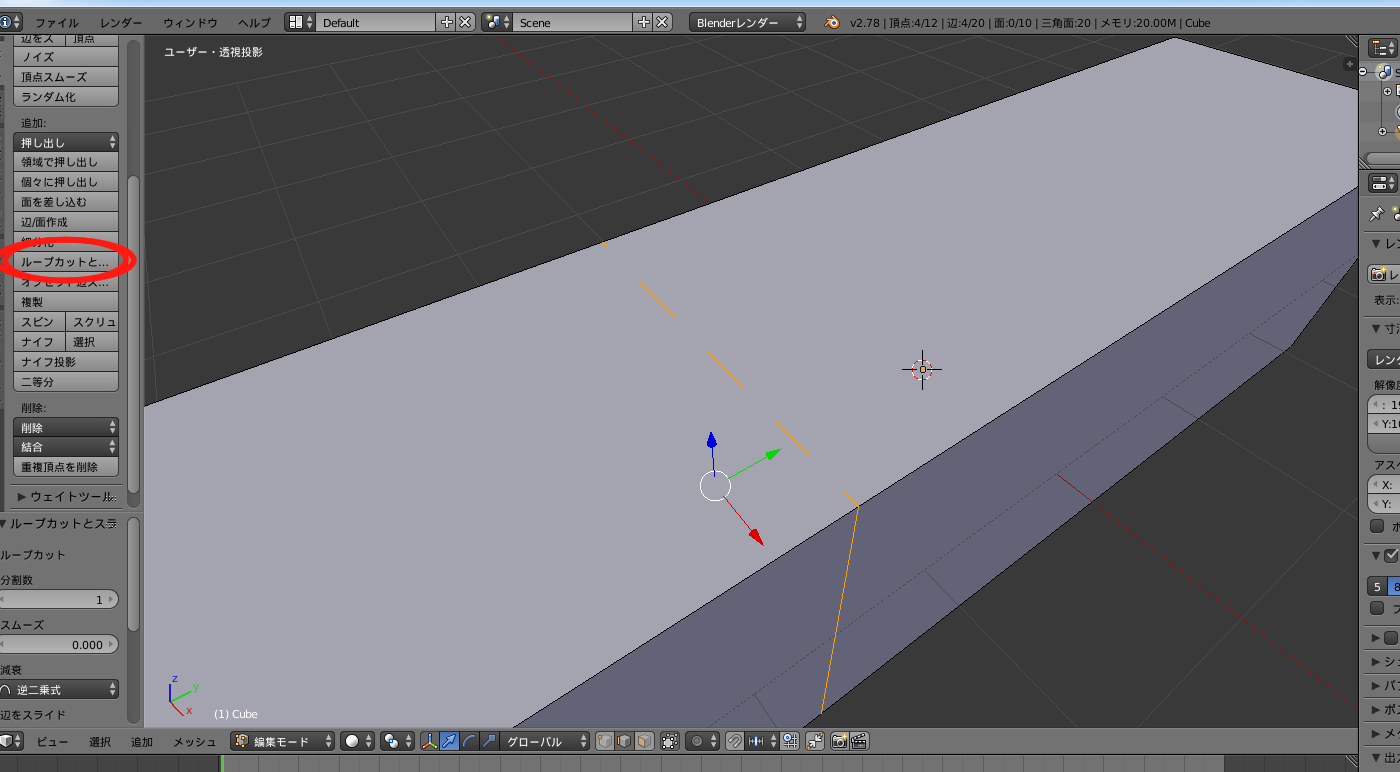 ファイル レンダー ウィンドウ ヘルプ Default Scene Blenderレンダー v2.78 | 頂点:4/12 | 辺:4/20 | 面:0/10 | 三角面:20 | メモリ:20.00M | Cube
ユーザー・透視投影
辺をス 頂点
ノイズ
頂点スムーズ
ランダム化
追加:
押し出し
領域で押し出し
個々に押し出し
面を差し込む
辺/面作成
細分化
ループカットと...
オフセット辺ス...
複製
スピン スクリュ
ナイフ 選択
ナイフ投影
二等分
削除:
削除
結合
重複頂点を削除
▶ ウェイトツール
▼ ループカットとス
ループカット
分割数
1
スムーズ
0.000
減衰
逆二乗式
辺をスライド
z
y
x
(1) Cube
S
レン
レ
表示:
寸
レン
解像度
: 19
Y:10
アスペ
X:
Y:
5 8
シ
ビュー 選択 追加 メッシュ 編集モード グローバル